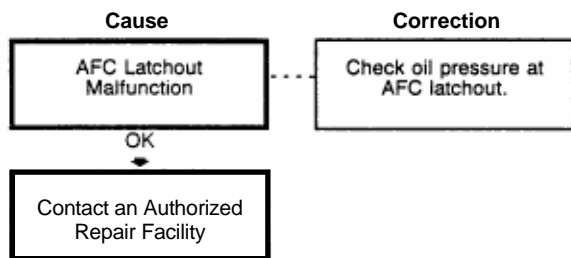 Cause
Correction
AFC Latchout
Malfunction
Check oil pressure at
AFC latchout.
OK
Contact an Authorized
Repair Facility